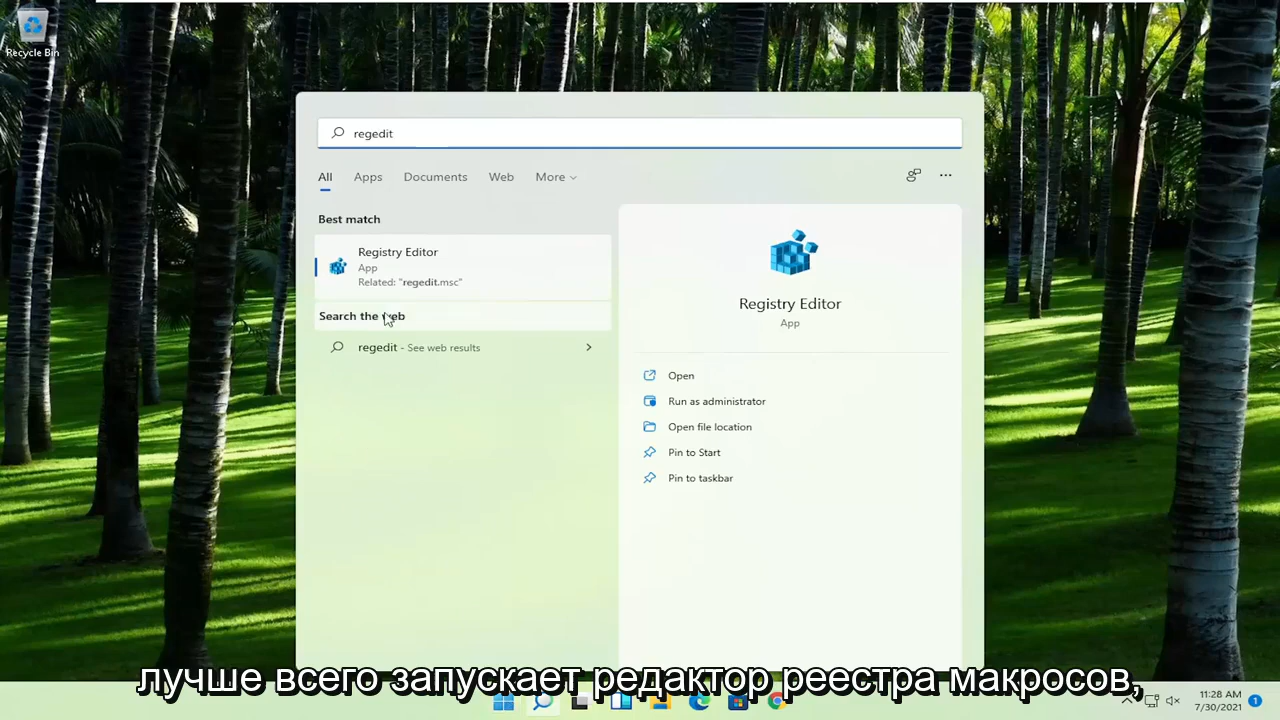 Recycle Bin
regedit
All Apps Documents Web More
Best match
Registry Editor
App
Related: "regedit.msc"
Search the web
regedit - See web results
Registry Editor
App
Open
Run as administrator
Open file location
Pin to Start
Pin to taskbar
лучше всего запускает редактор реестра макросов,
11:28 AM
7/30/2021
1